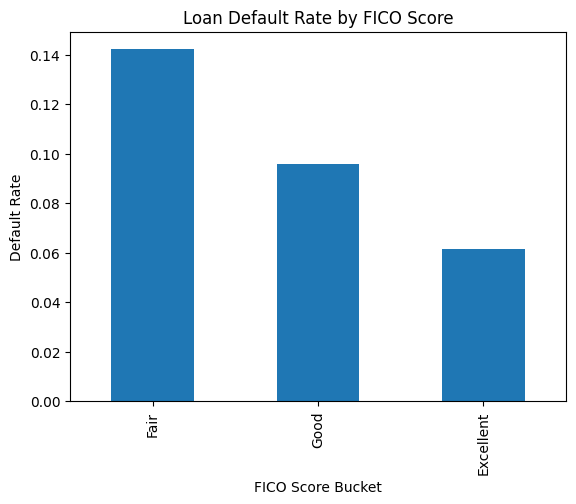 Loan Default Rate by FICO Score
Default Rate
0.14
0.12
0.10
0.08
0.06
0.04
0.02
0.00
Fair
Good
Excellent
FICO Score Bucket